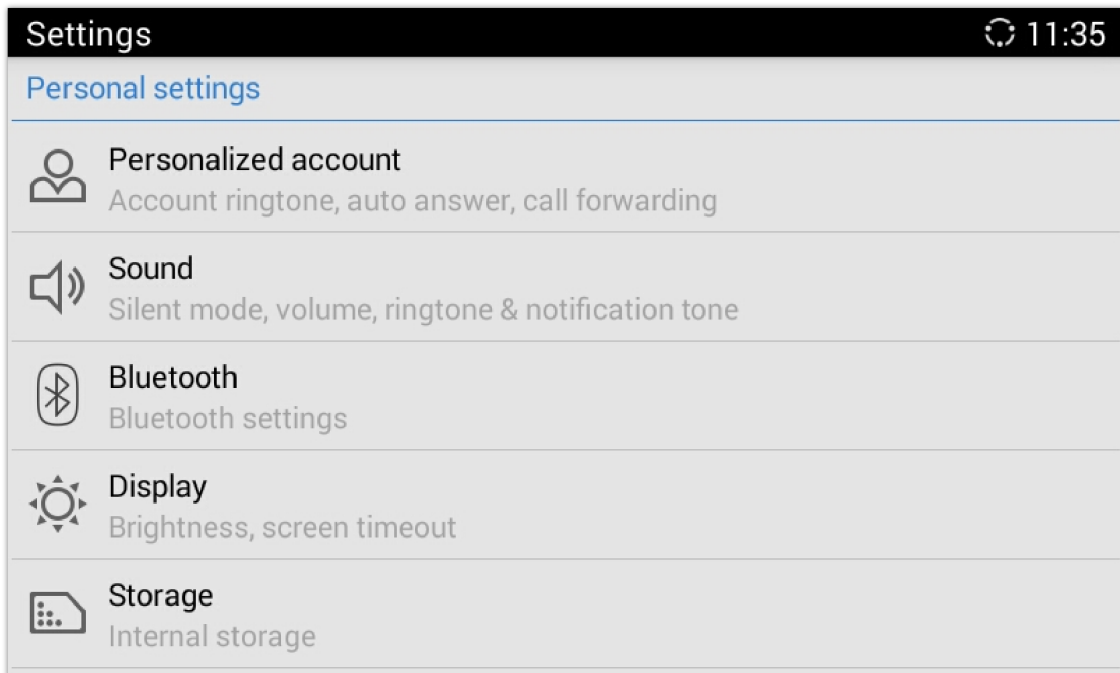 Settings
11:35
Personal settings
Personalized account
Account ringtone, auto answer, call forwarding
Sound
Silent mode, volume, ringtone & notification tone
Bluetooth
Bluetooth settings
Display
Brightness, screen timeout
Storage
Internal storage